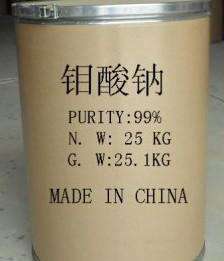 钼酸钠
PURITY:99%
N. W: 25 KG
G. W:25.1KG
MADE IN CHINA